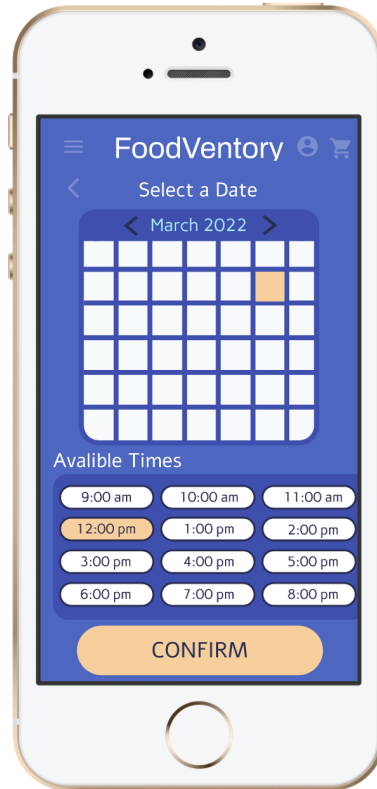 FoodVentory
Select a Date
March 2022
Avalible Times
9:00 am 10:00 am 11:00 am
12:00 pm 1:00 pm 2:00 pm
3:00 pm 4:00 pm 5:00 pm
6:00 pm 7:00 pm 8:00 pm
CONFIRM